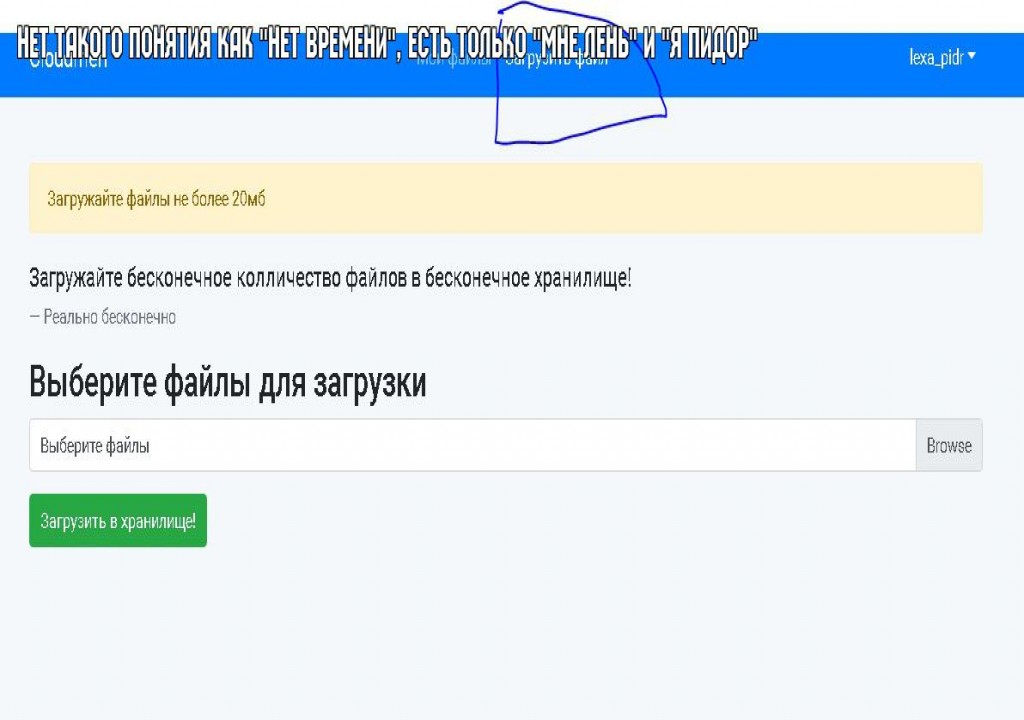 НЕТ ТАКОГО ПОНЯТИЯ КАК "НЕТ ВРЕМЕНИ", ЕСТЬ ТОЛЬКО "МНЕ ЛЕНЬ" И "Я ПИДОР"
Мои файлы Загрузить файл lexa_pidr
Загружайте файлы не более 20мб
Загружайте бесконечное колличество файлов в бесконечное хранилище!
— Реально бесконечно
Выберите файлы для загрузки
Выберите файлы Browse
Загрузить в хранилище!